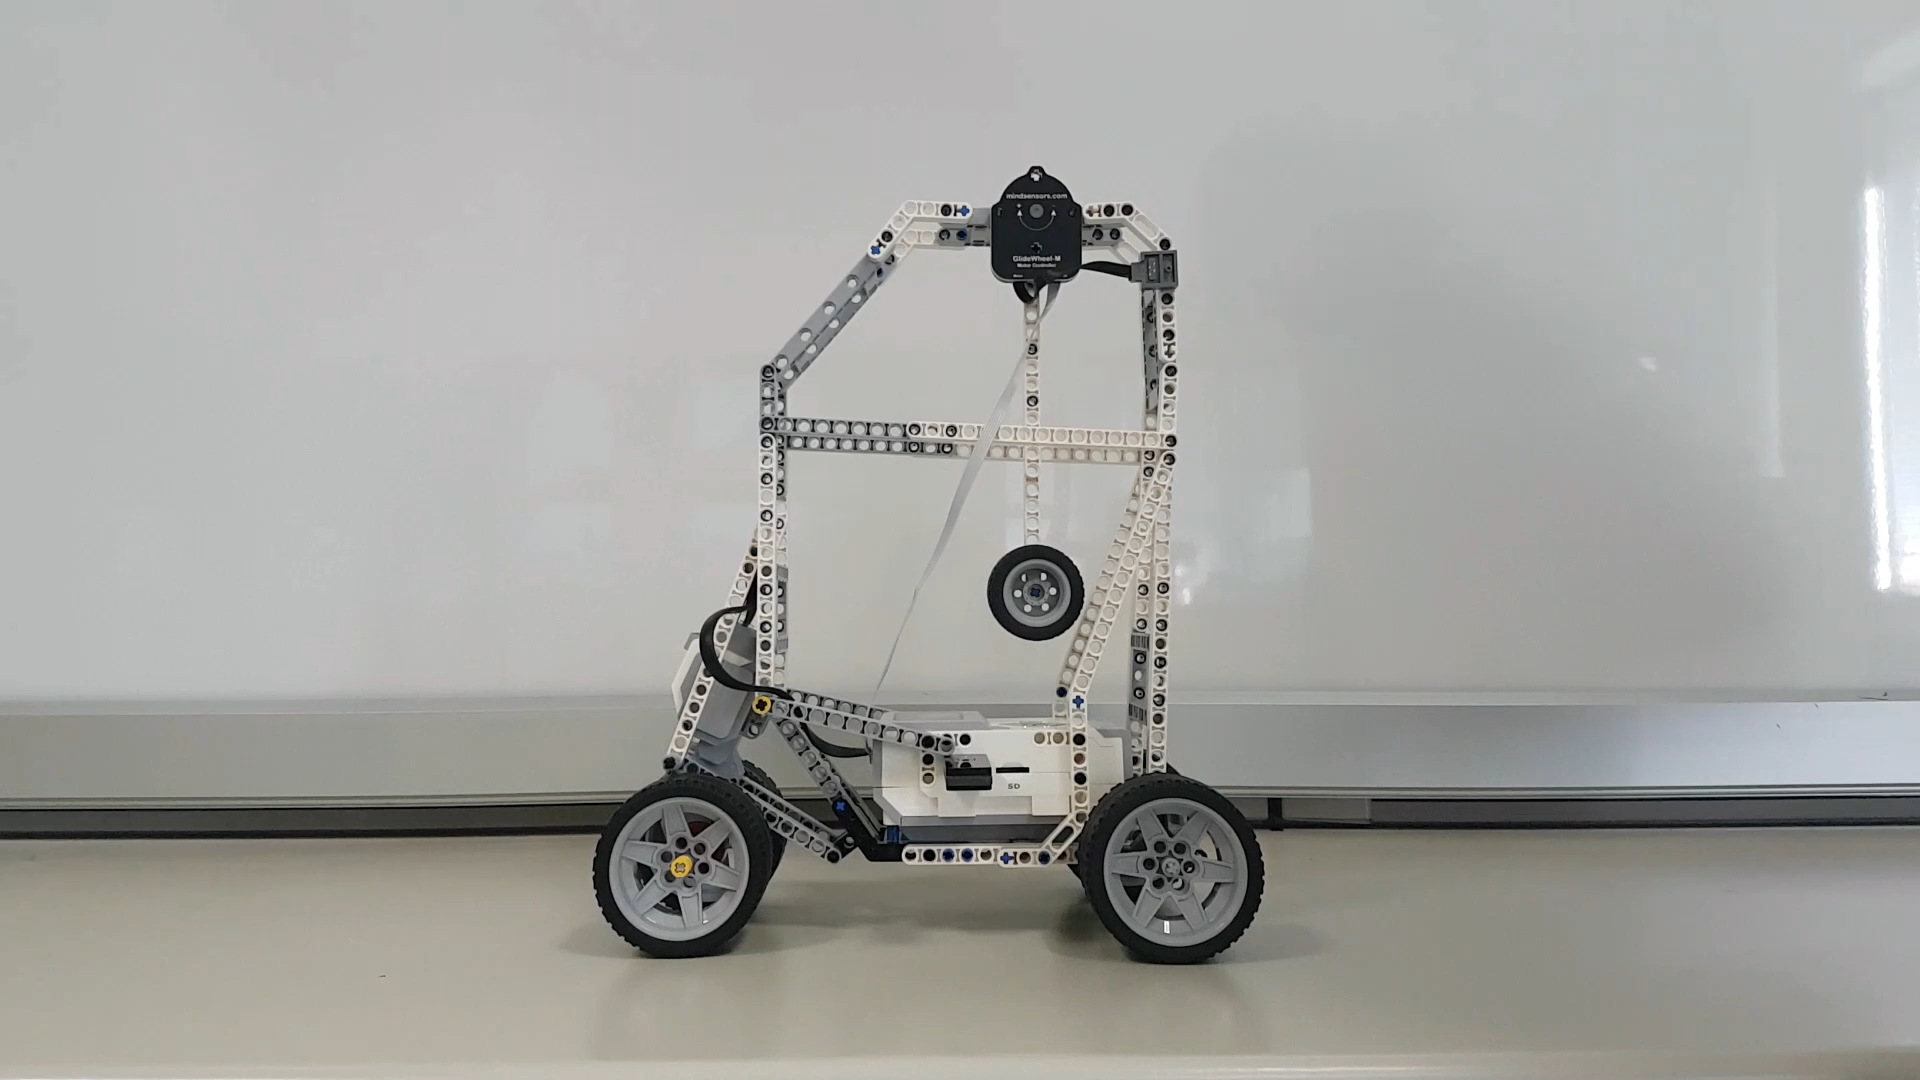 mindsensors.com
GlideWheel-M
Motor Controller
SD